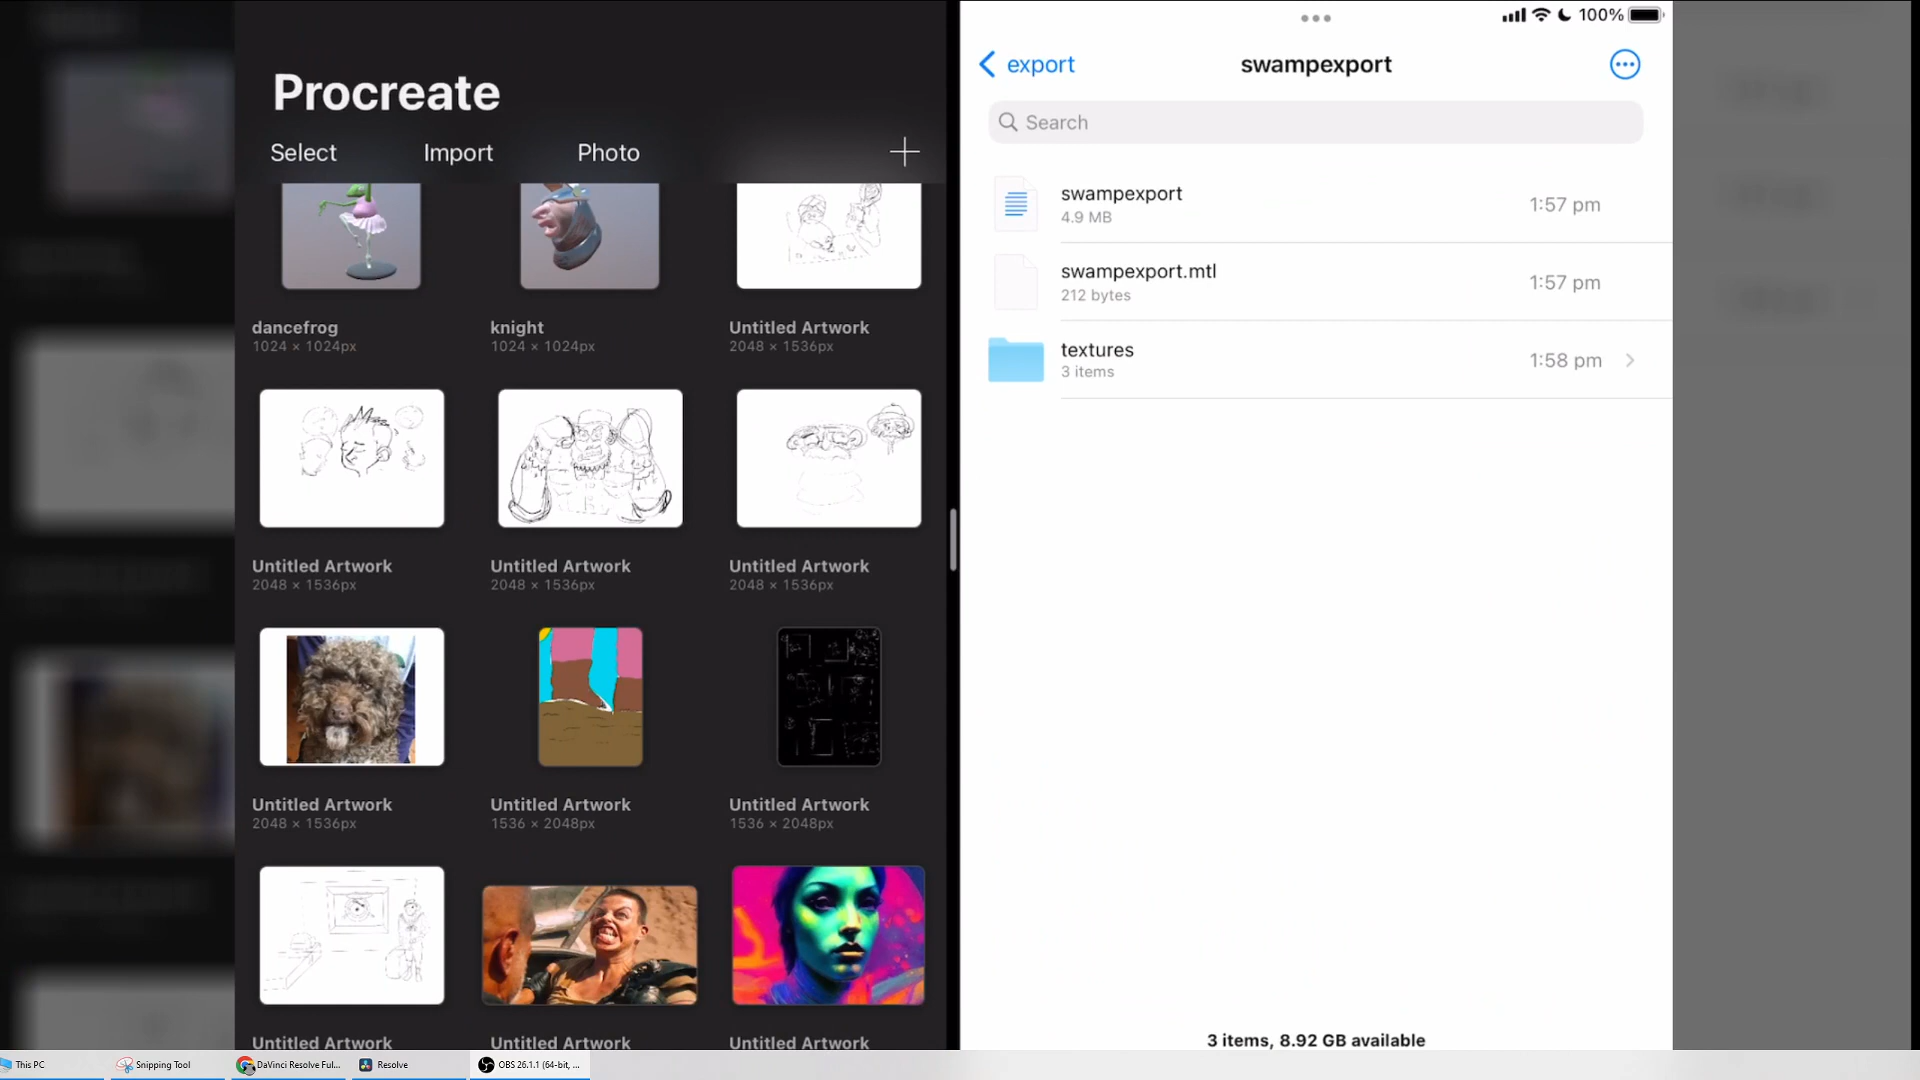 Procreate
Select
Import
Photo
dancefrog
1024 × 1024px
knight
1024 × 1024px
Untitled Artwork
2048 × 1536px
Untitled Artwork
2048 × 1536px
Untitled Artwork
2048 × 1536px
Untitled Artwork
2048 × 1536px
Untitled Artwork
2048 × 1536px
Untitled Artwork
1536 × 2048px
Untitled Artwork
1536 × 2048px
Untitled Artwork
Untitled Artwork
Untitled Artwork
100%
export
swampexport
Search
swampexport
4.9 MB
1:57 pm
swampexport.mtl
212 bytes
1:57 pm
textures
3 items
1:58 pm
3 items, 8.92 GB available
This PC
Snipping Tool
DaVinci Resolve Ful...
Resolve
OBS 26.1.1 (64-bit, ...